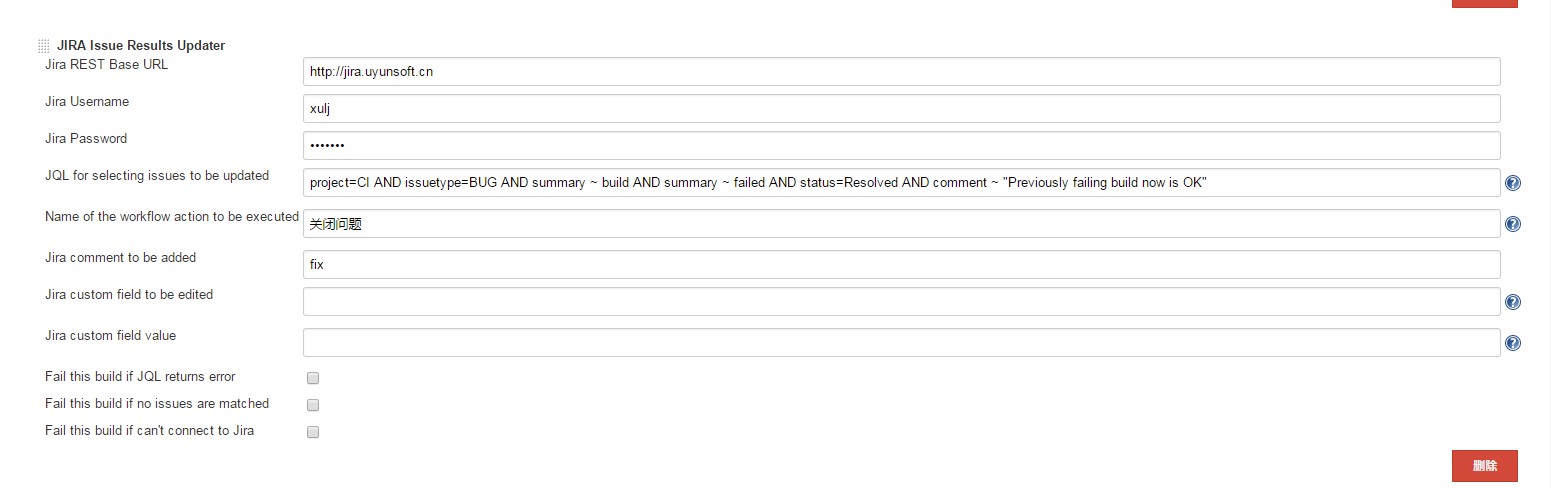 JIRA Issue Results Updater
Jira REST Base URL
http://jira.uyunsoft.cn
Jira Username
xulj
Jira Password
•••••••
JQL for selecting issues to be updated
project=CI AND issuetype=BUG AND summary ~ build AND summary ~ failed AND status=Resolved AND comment ~ "Previously failing build now is OK"
Name of the workflow action to be executed
关闭问题
Jira comment to be added
fix
Jira custom field to be edited
Jira custom field value
Fail this build if JQL returns error
Fail this build if no issues are matched
Fail this build if can't connect to Jira
删除